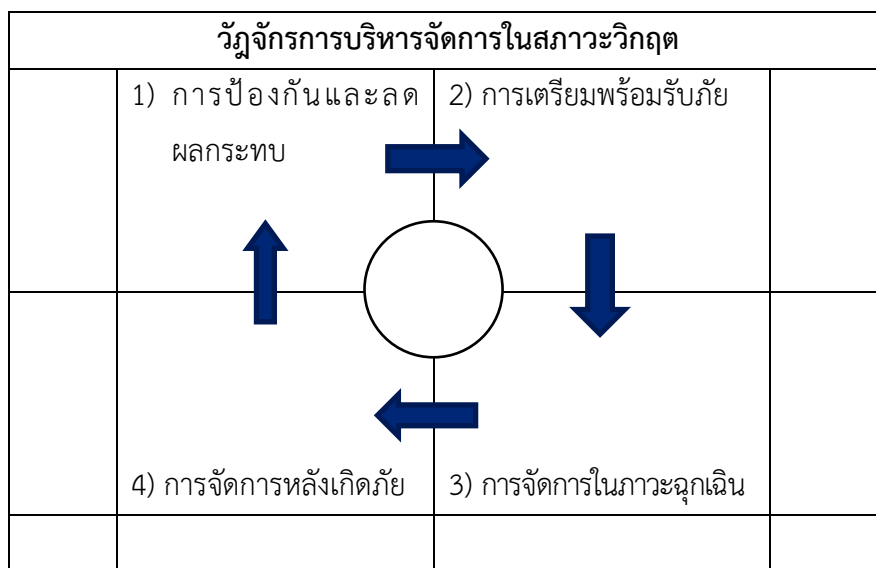 วัฎจักรการบริหารจัดการในสภาวะวิกฤต
1) การป้องกันและลด
ผลกระทบ
2) การเตรียมพร้อมรับภัย
4) การจัดการหลังเกิดภัย
3) การจัดการในภาวะฉุกเฉิน